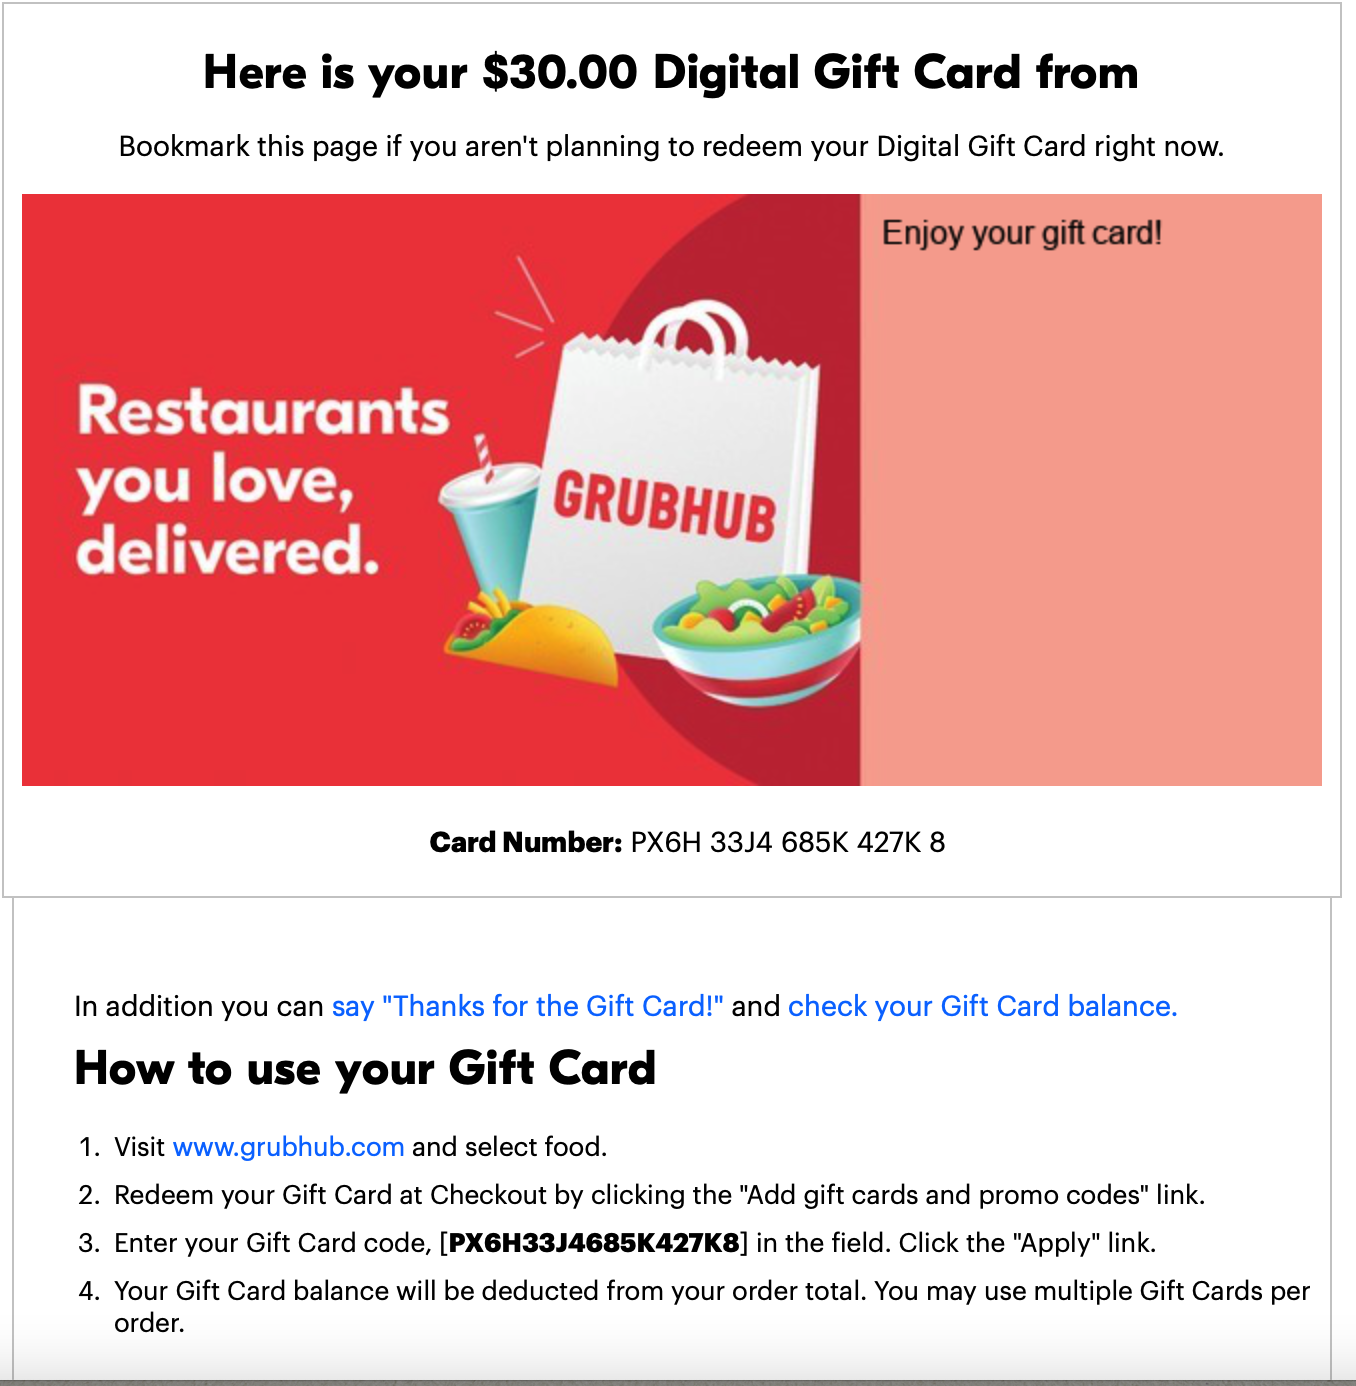 Here is your $30.00 Digital Gift Card from
Bookmark this page if you aren't planning to redeem your Digital Gift Card right now.
Enjoy your gift card!
Restaurants
you love,
delivered.
GRUBHUB
Card Number: PX6H 33J4 685K 427K 8
In addition you can say "Thanks for the Gift Card!" and check your Gift Card balance.
How to use your Gift Card
1. Visit www.grubhub.com and select food.
2. Redeem your Gift Card at Checkout by clicking the "Add gift cards and promo codes" link.
3. Enter your Gift Card code, [PX6H33J4685K427K8] in the field. Click the "Apply" link.
4. Your Gift Card balance will be deducted from your order total. You may use multiple Gift Cards per
order.